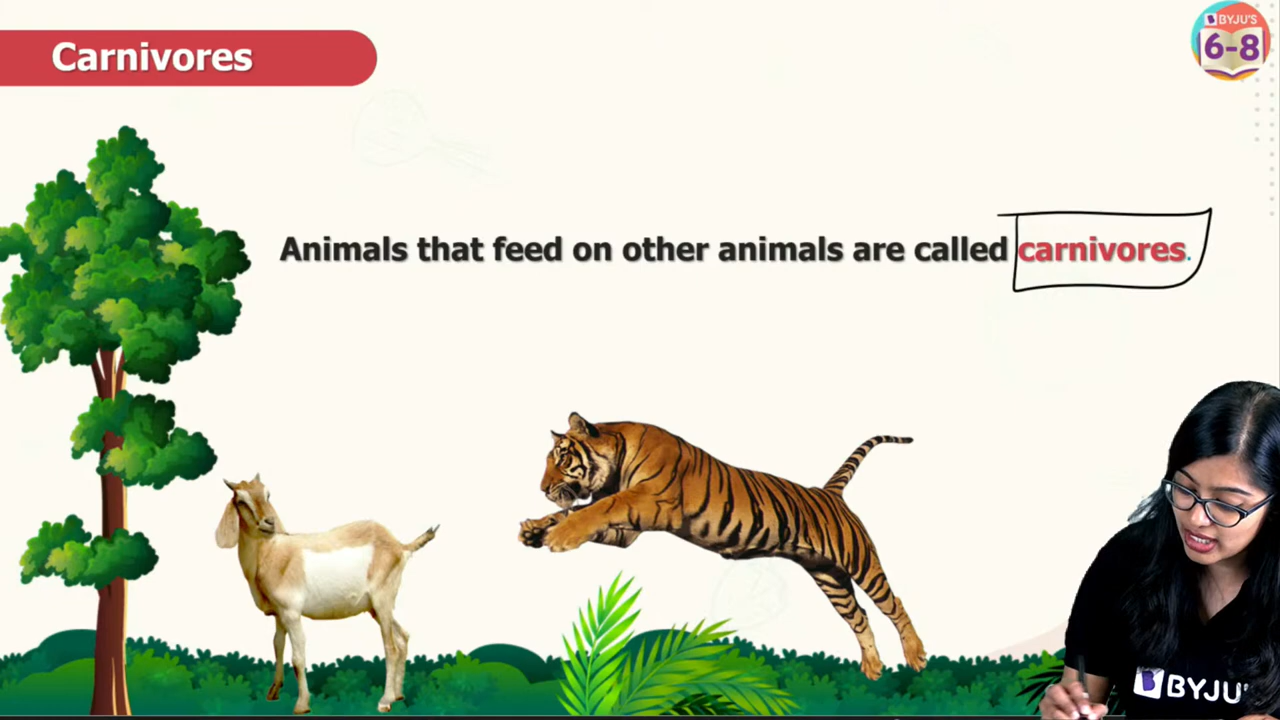 Carnivores
BYJU'S
6-8
Animals that feed on other animals are called carnivores.
BYJU'